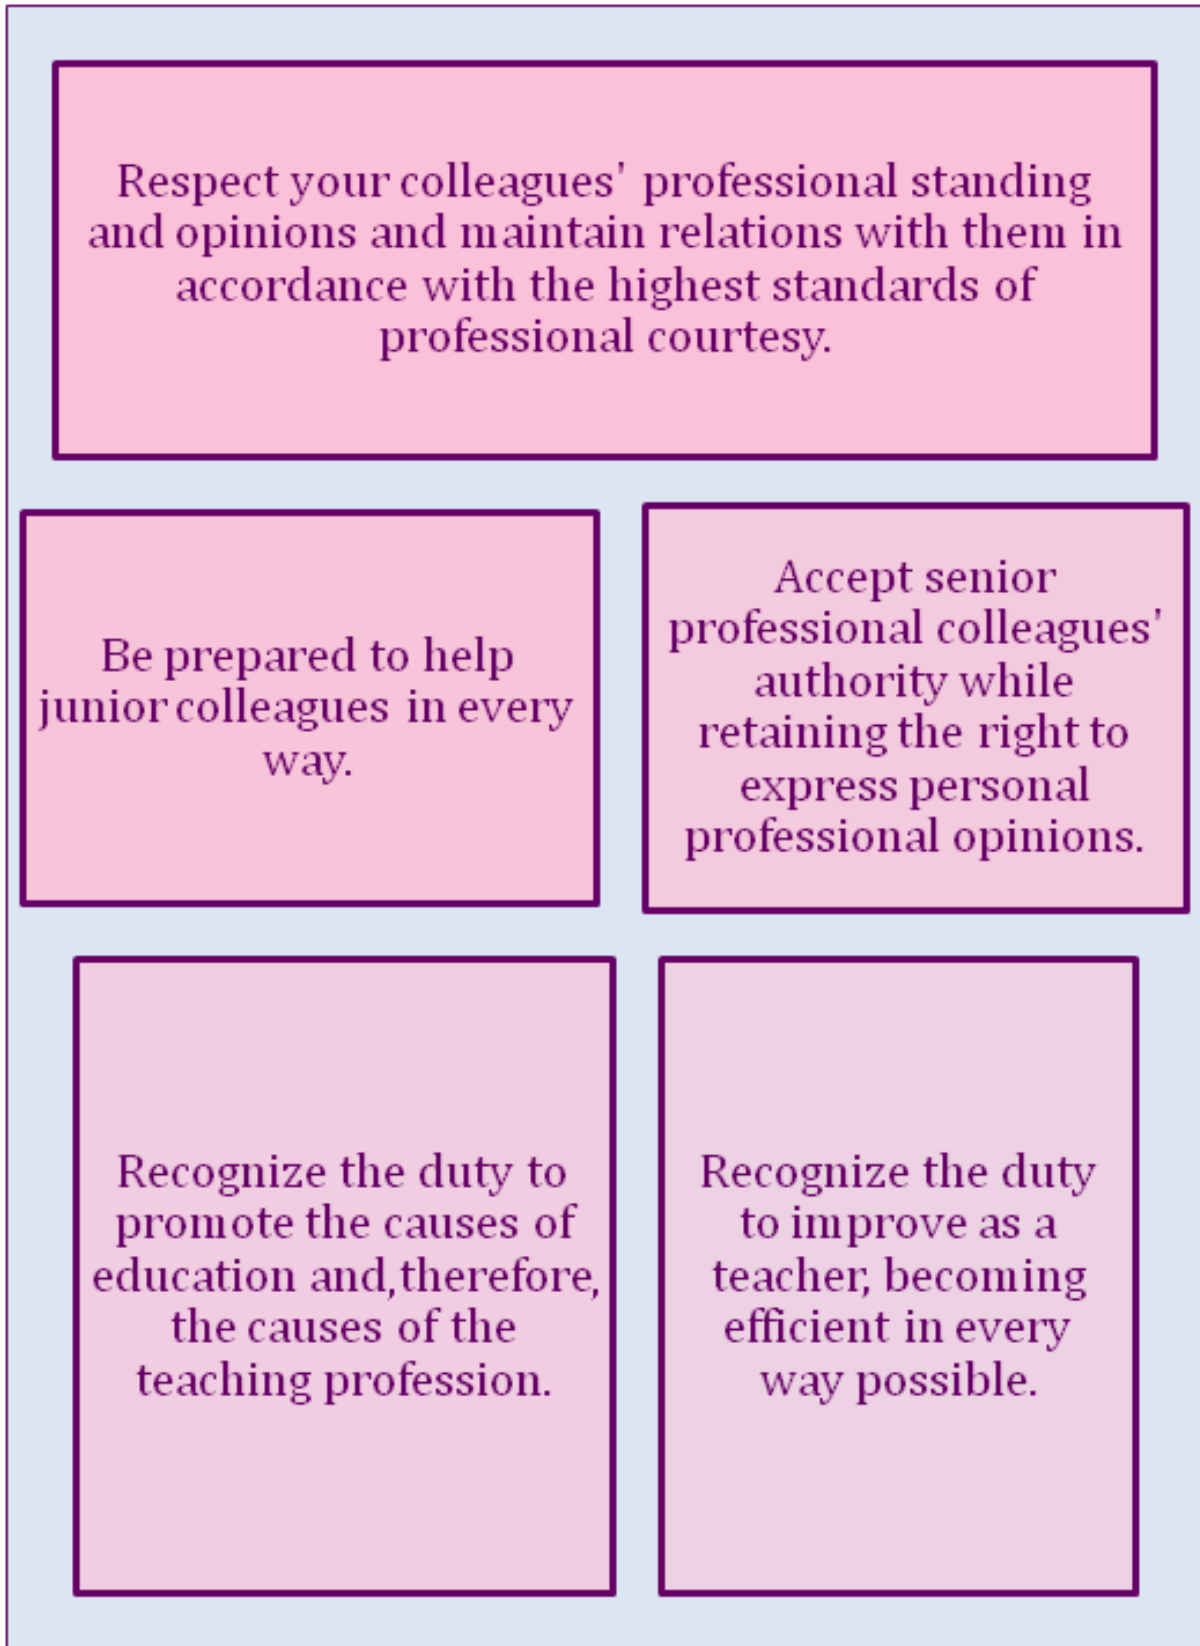 Respect your colleagues' professional standing
and opinions and maintain relations with them in
accordance with the highest standards of
professional courtesy.
Be prepared to help
junior colleagues in every
way.
Accept senior
professional colleagues'
authority while
retaining the right to
express personal
professional opinions.
Recognize the duty to
promote the causes of
education and, therefore,
the causes of the
teaching profession.
Recognize the duty
to improve as a
teacher, becoming
efficient in every
way possible.